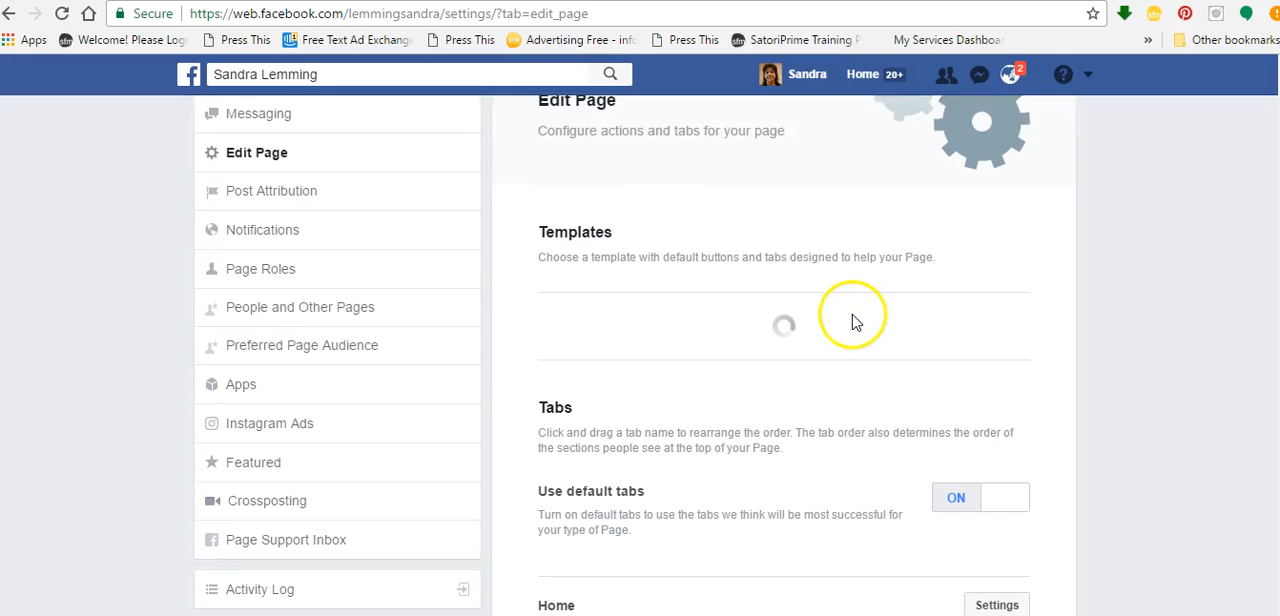 Secure https://web.facebook.com/lemmingsandra/settings/?tab=edit_page
Apps sfm Welcome! Please Log Press This Free Text Ad Exchange Press This Advertising Free - info Press This sfm SatoriPrime Training P My Services Dashboar » Other bookmarks
Sandra Lemming Sandra Home 20+ 2
Messaging
Edit Page
Post Attribution
Notifications
Page Roles
People and Other Pages
Preferred Page Audience
Apps
Instagram Ads
Featured
Crossposting
Page Support Inbox
Activity Log
Edit Page
Configure actions and tabs for your page
Templates
Choose a template with default buttons and tabs designed to help your Page.
Tabs
Click and drag a tab name to rearrange the order. The tab order also determines the order of
the sections people see at the top of your Page.
Use default tabs
ON
Turn on default tabs to use the tabs we think will be most successful for
your type of Page.
Home Settings